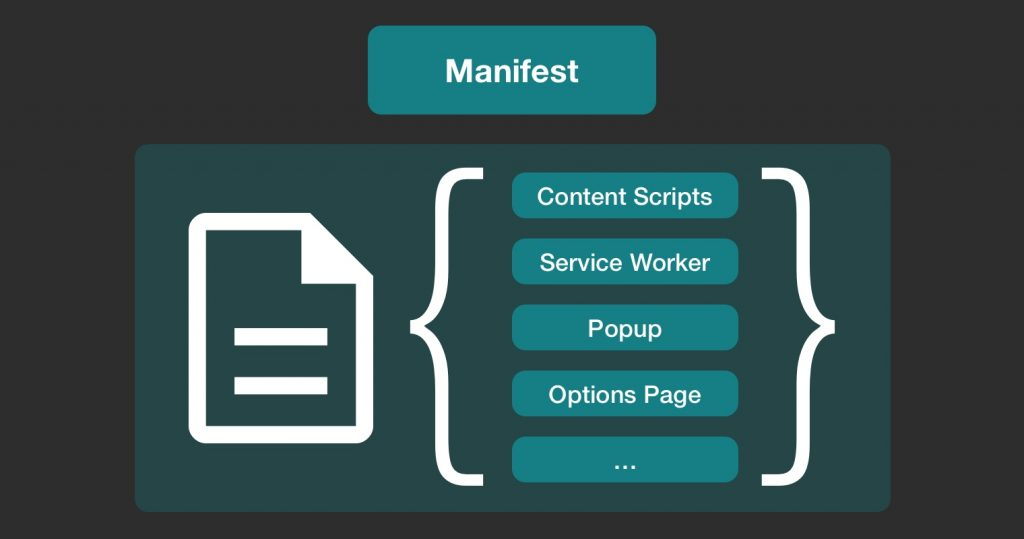 Manifest
Content Scripts
Service Worker
Popup
Options Page
...